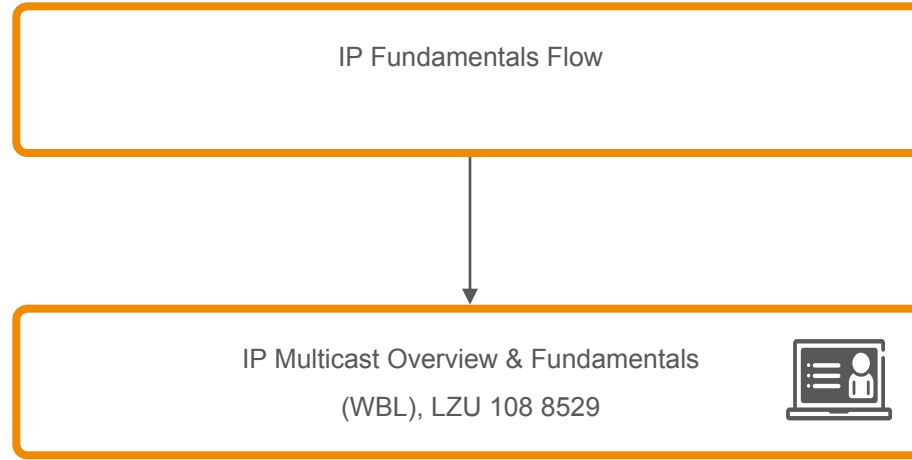 IP Fundamentals Flow
IP Multicast Overview & Fundamentals
(WBL), LZU 108 8529